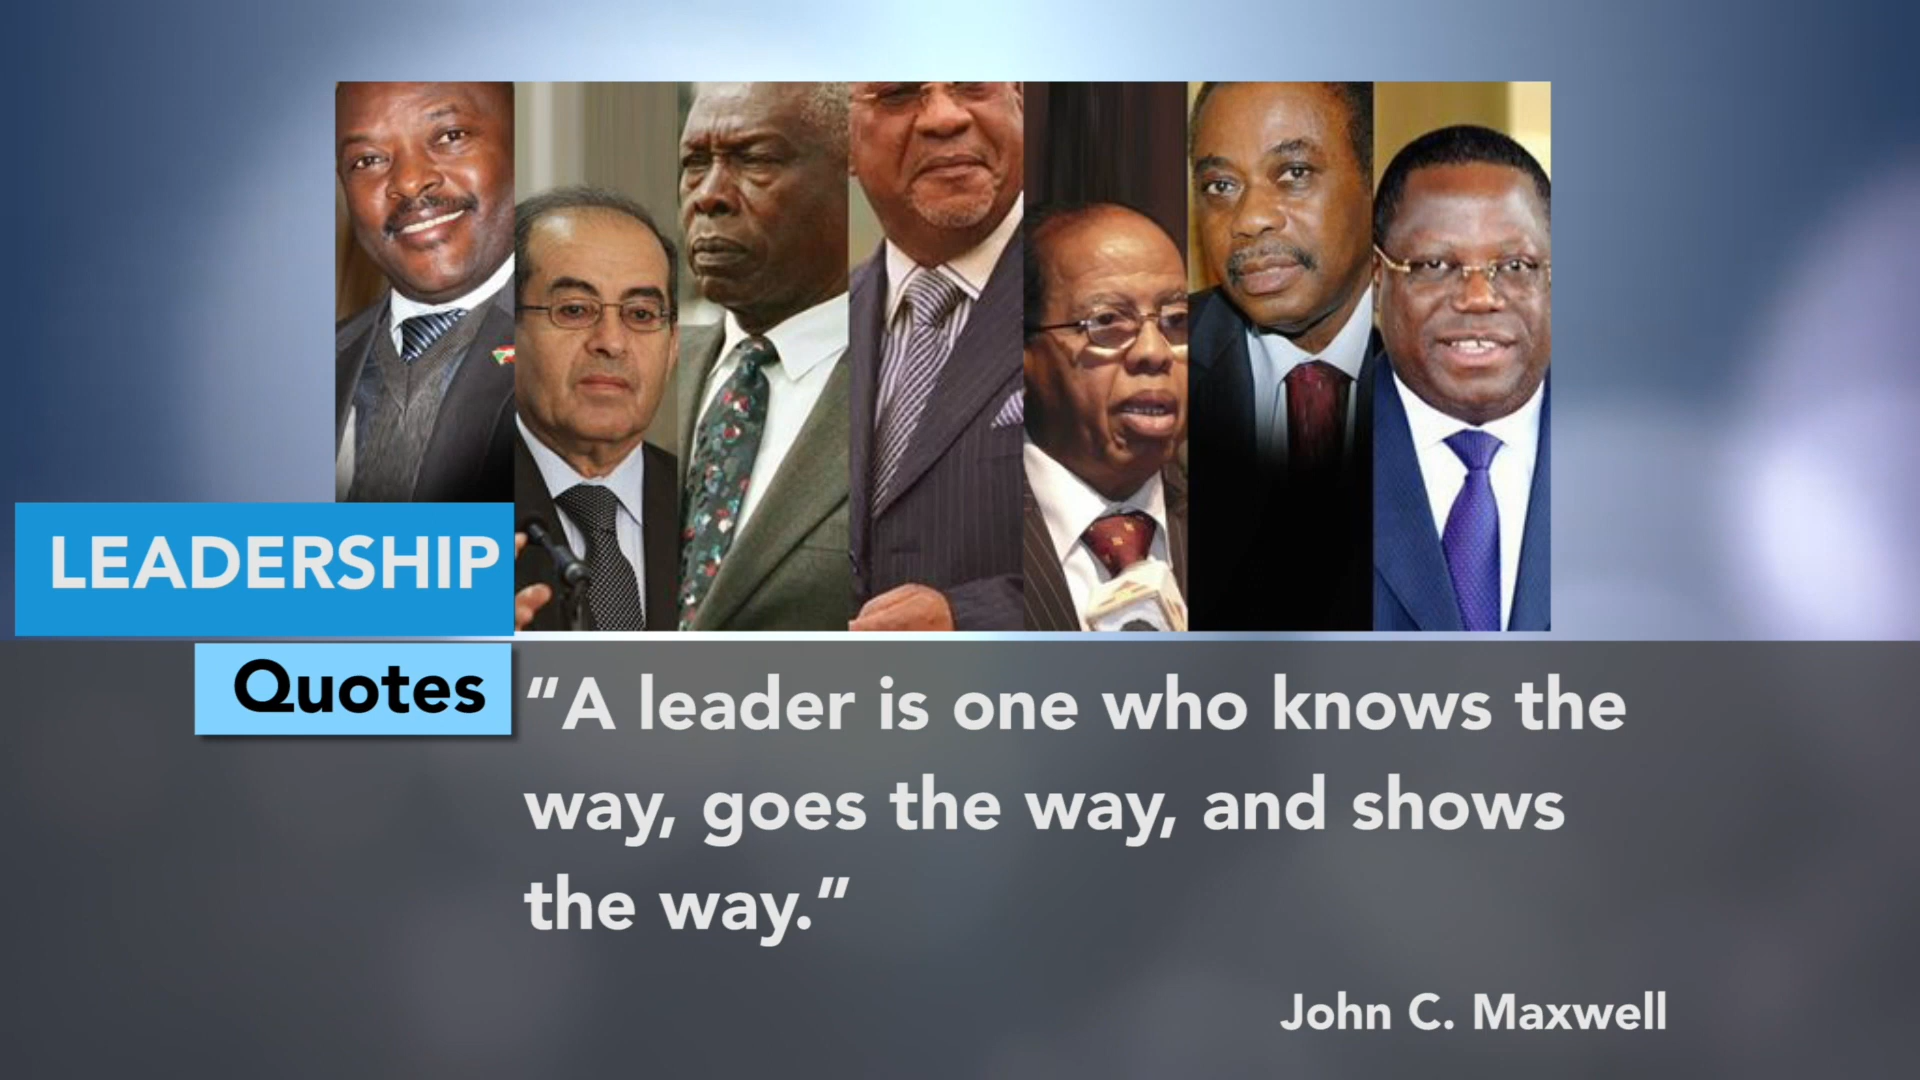 LEADERSHIP
Quotes
“A leader is one who knows the
way, goes the way, and shows
the way.”
John C. Maxwell